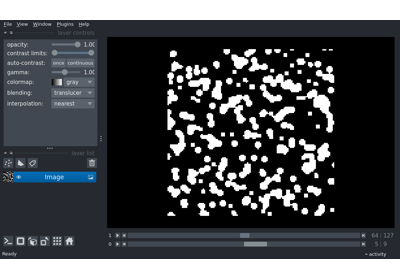 File View Window Plugins Help
layer controls
opacity: 1.00
contrast limits:
auto-contrast: once continuous
gamma: 1.00
colormap: gray
blending: translucen
interpolation: nearest
layer list
Image
1 64 127
0 5 9
Ready
activity